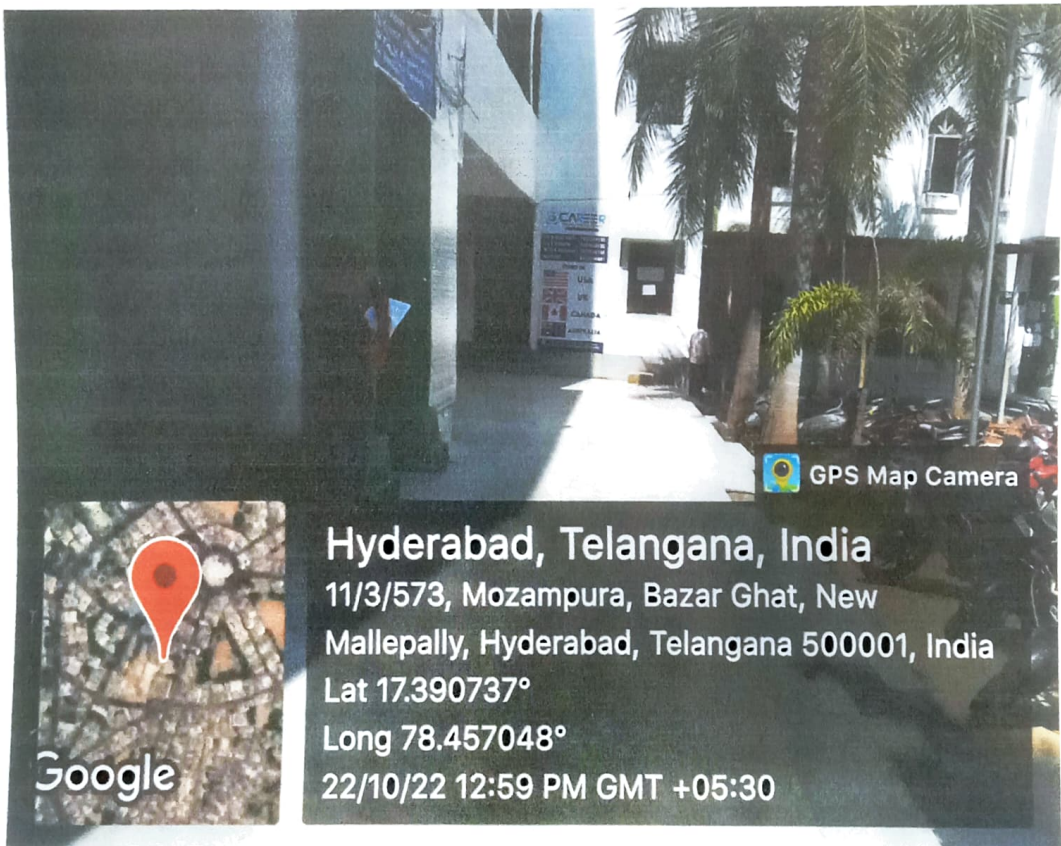 CAREER
USA
UK
CANADA
AUSTRALIA
GPS Map Camera
Hyderabad, Telangana, India
11/3/573, Mozampura, Bazar Ghat, New
Mallepally, Hyderabad, Telangana 500001, India
Lat 17.390737°
Long 78.457048°
22/10/22 12:59 PM GMT +05:30
Google